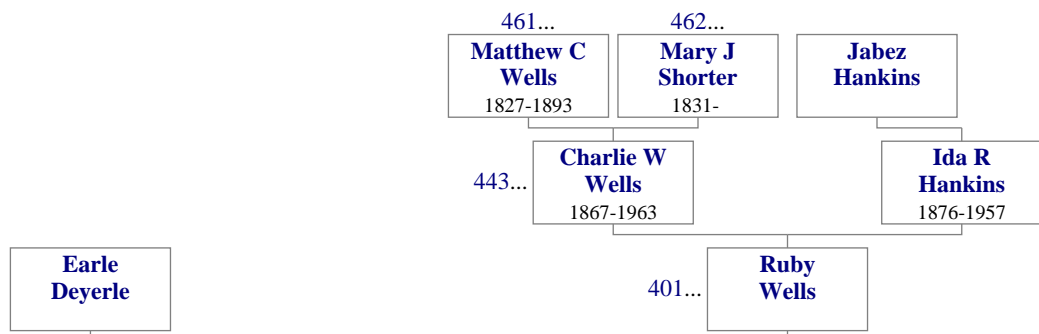 461...
462...
Matthew C
Wells
1827-1893
Mary J
Shorter
1831-
Jabez
Hankins
443...
Charlie W
Wells
1867-1963
Ida R
Hankins
1876-1957
Earle
Deyerle
401...
Ruby
Wells